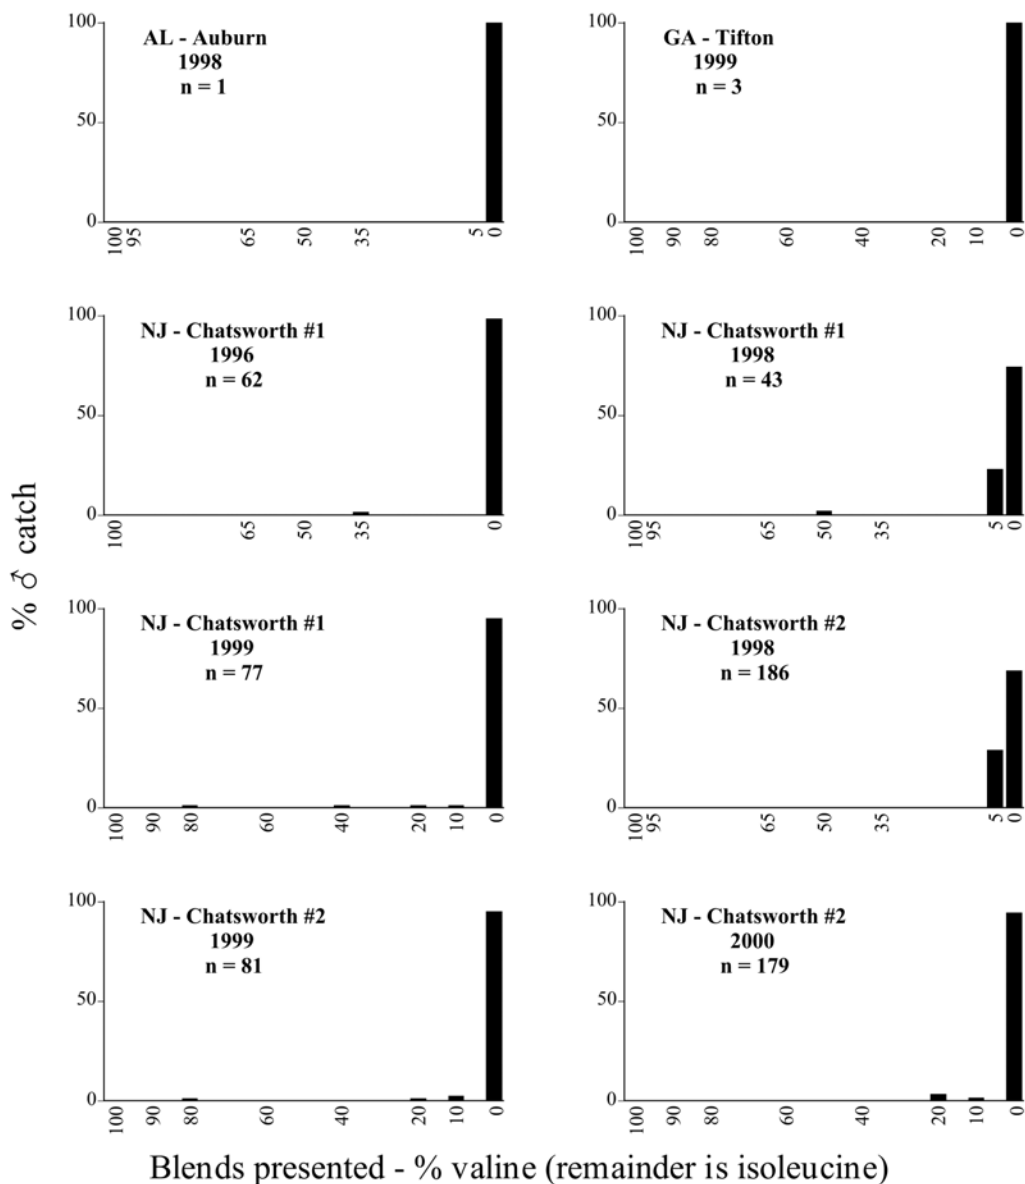 AL - Auburn
1998
n = 1
100
50
0
100 95 65 50 35 5 0
GA - Tifton
1999
n = 3
100
50
0
100 90 80 60 40 20 10 0
NJ - Chatsworth #1
1996
n = 62
100
50
0
100 65 50 35 0
NJ - Chatsworth #1
1998
n = 43
100
50
0
100 95 65 50 35 5 0
% ♂ catch
NJ - Chatsworth #1
1999
n = 77
100
50
0
100 90 80 60 40 20 10 0
NJ - Chatsworth #2
1998
n = 186
100
50
0
100 95 65 50 35 5 0
NJ - Chatsworth #2
1999
n = 81
100
50
0
100 90 80 60 40 20 10 0
NJ - Chatsworth #2
2000
n = 179
100
50
0
100 90 80 60 40 20 10 0
Blends presented - % valine (remainder is isoleucine)